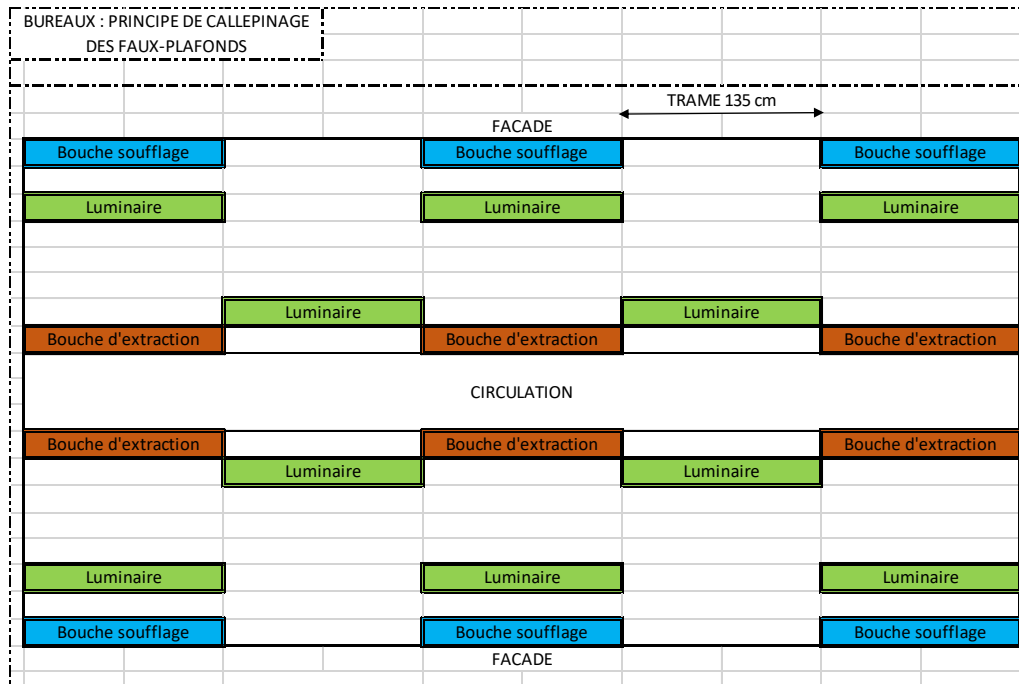 BUREAUX : PRINCIPE DE CALLEPINAGE
DES FAUX-PLAFONDS
TRAME 135 cm
FACADE
Bouche soufflage Bouche soufflage Bouche soufflage
Luminaire Luminaire Luminaire
Luminaire Luminaire
Bouche d'extraction Bouche d'extraction Bouche d'extraction
CIRCULATION
Bouche d'extraction Bouche d'extraction Bouche d'extraction
Luminaire Luminaire
Luminaire Luminaire Luminaire
Bouche soufflage Bouche soufflage Bouche soufflage
FACADE